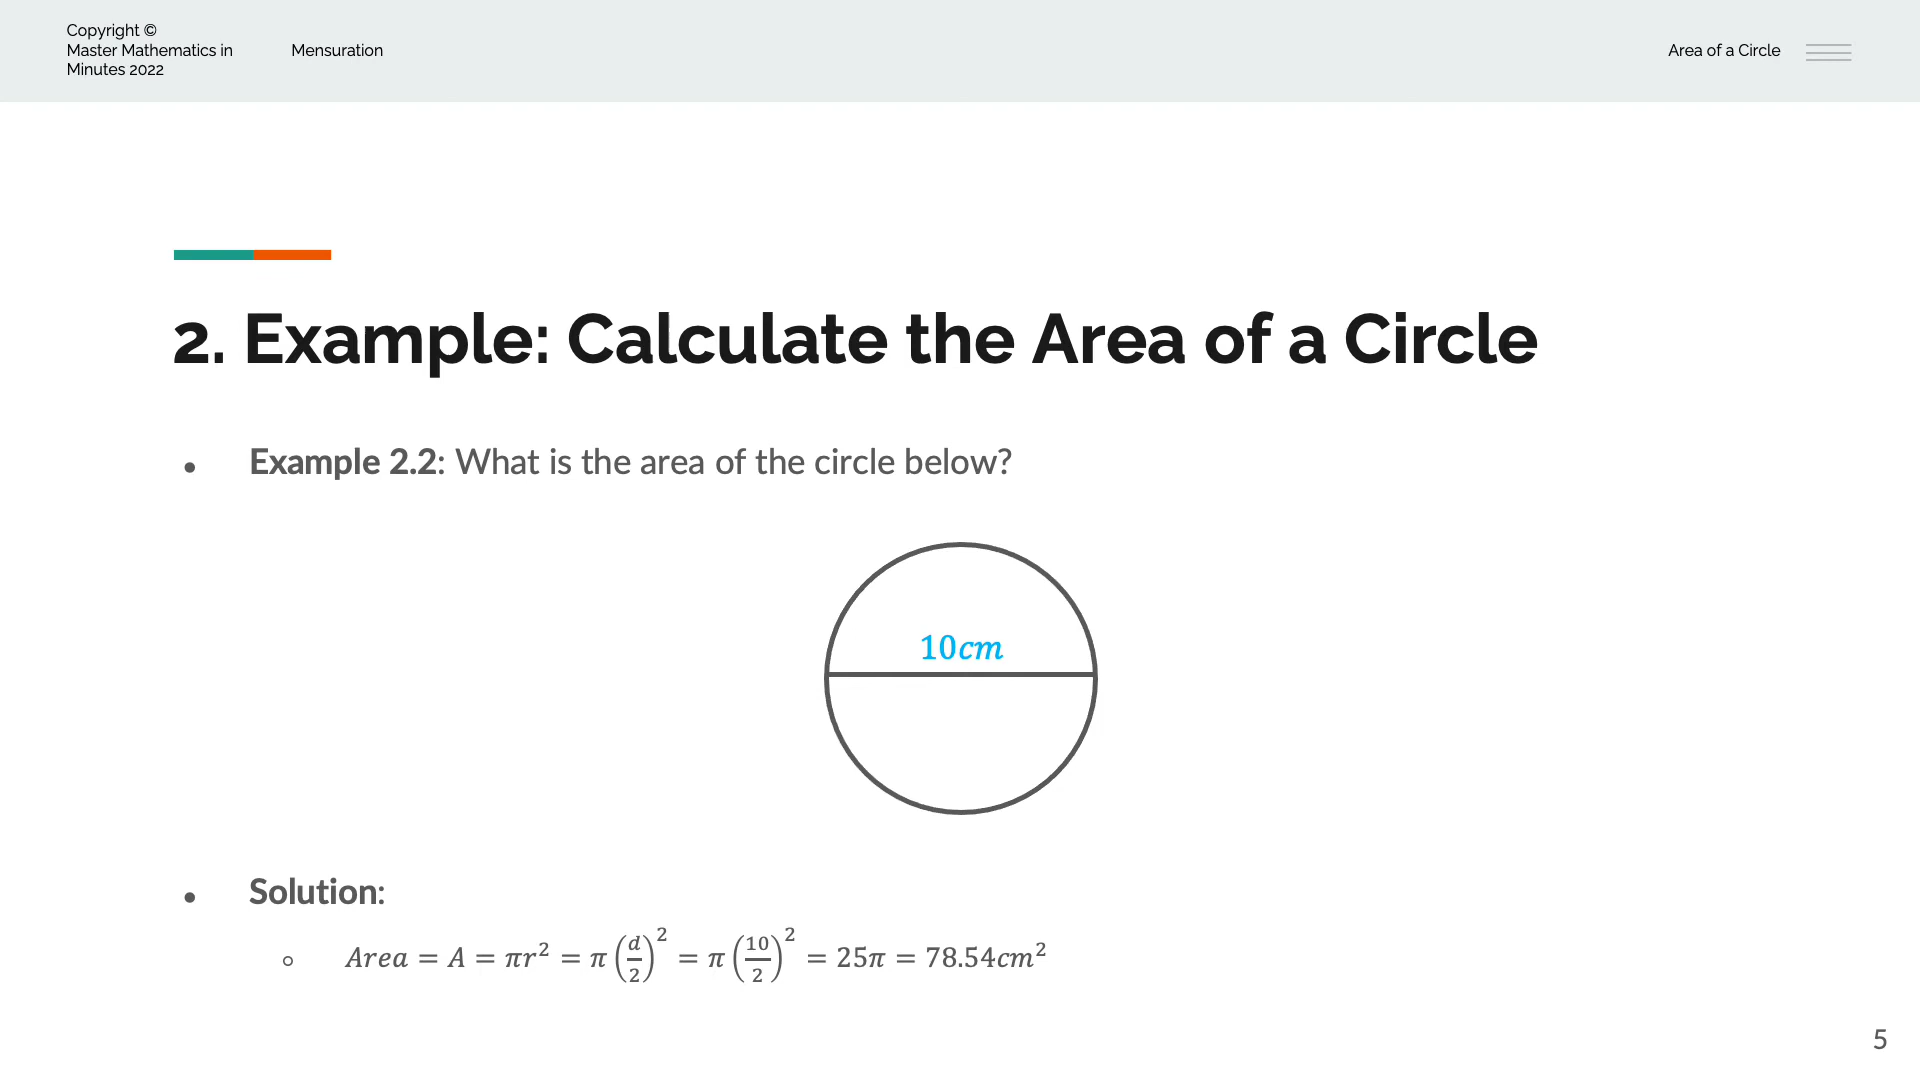 Copyright ©
Master Mathematics in
Minutes 2022
Mensuration
Area of a Circle
2. Example: Calculate the Area of a Circle
● Example 2.2: What is the area of the circle below?
10cm
● Solution:
○ Area = A = πr² = π(d/2)² = π(10/2)² = 25π = 78.54cm²
5